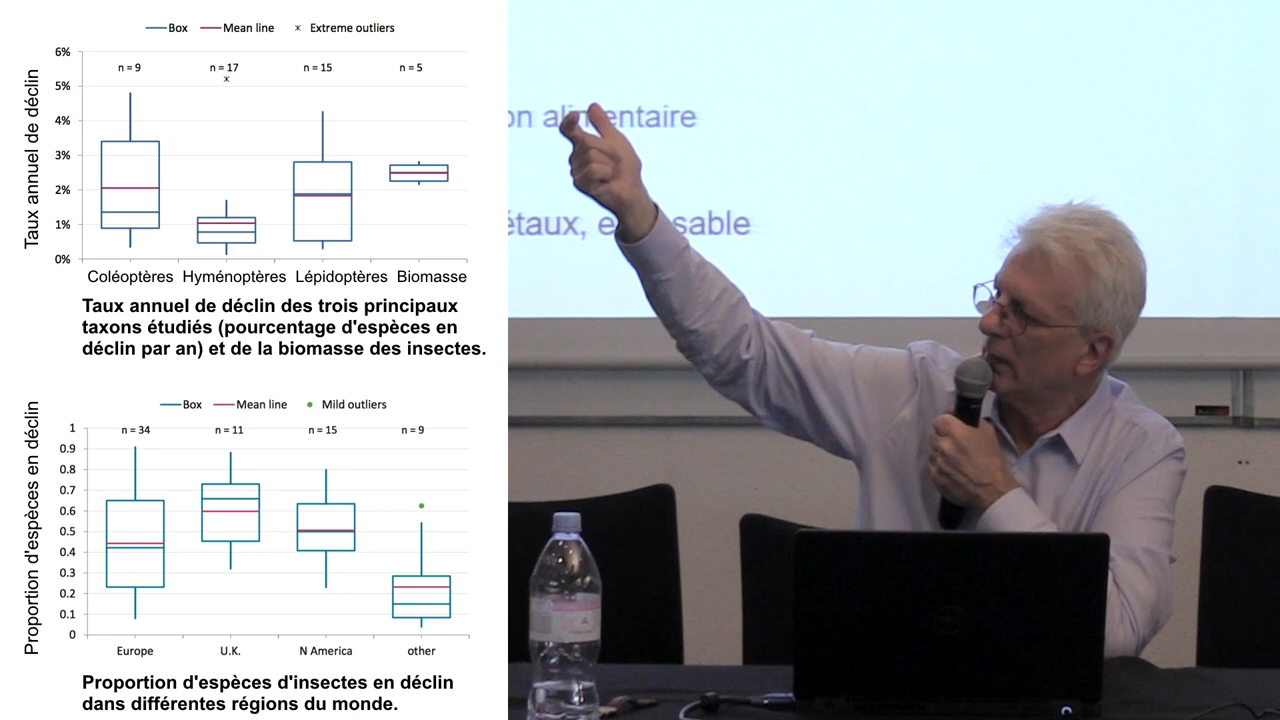 Box Mean line Extreme outliers
Taux annuel de déclin
6%
n = 9 n = 17 n = 15 n = 5
5%
4%
3%
2%
1%
0%
Coléoptères Hyménoptères Lépidoptères Biomasse
Taux annuel de déclin des trois principaux
taxons étudiés (pourcentage d'espèces en
déclin par an) et de la biomasse des insectes.
Box Mean line Mild outliers
Proportion d'espèces en déclin
1
n = 34 n = 11 n = 15 n = 9
0.9
0.8
0.7
0.6
0.5
0.4
0.3
0.2
0.1
0
Europe U.K. N America other
Proportion d'espèces d'insectes en déclin
dans différentes régions du monde.
on alimentaire
étaux, e sable